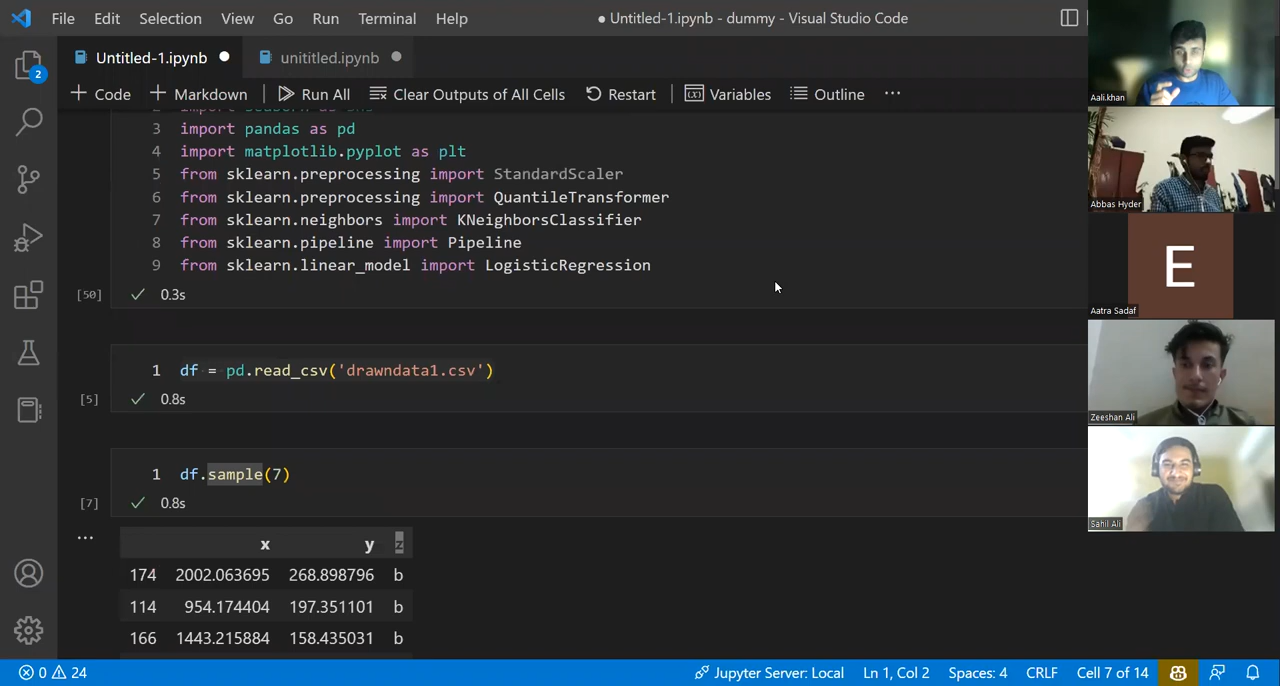 File Edit Selection View Go Run Terminal Help
● Untitled-1.ipynb - dummy - Visual Studio Code
Untitled-1.ipynb ● unititled.ipynb ●
+ Code + Markdown Run All Clear Outputs of All Cells Restart Variables Outline ...
2
3 import pandas as pd
4 import matplotlib.pyplot as plt
5 from sklearn.preprocessing import StandardScaler
6 from sklearn.preprocessing import QuantileTransformer
7 from sklearn.neighbors import KNeighborsClassifier
8 from sklearn.pipeline import Pipeline
9 from sklearn.linear_model import LogisticRegression
[50] ✓ 0.3s
1 df = pd.read_csv('drawndata1.csv')
[5] ✓ 0.8s
1 df.sample(7)
[7] ✓ 0.8s
...
x y z
174 2002.063695 268.898796 b
114 954.174404 197.351101 b
166 1443.215884 158.435031 b
0 24 Jupyter Server: Local Ln 1, Col 2 Spaces: 4 CRLF Cell 7 of 14
Aali.khan
Abbas Hyder
E
Aatra Sadaf
Zeeshan Ali
Sahil Ali